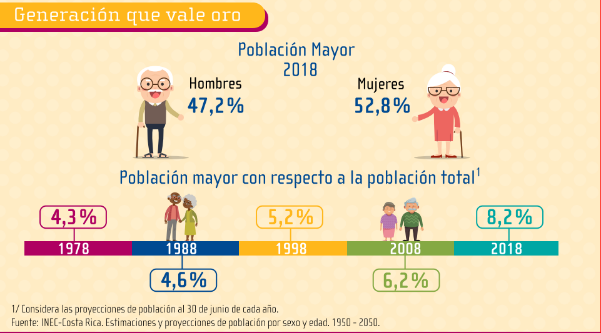 Generación que vale oro
Población Mayor
2018
Hombres
47,2%
Mujeres
52,8%
Población mayor con respecto a la población total¹
4,3%
5,2%
8,2%
1978
1988
1998
2008
2018
4,6%
6,2%
1/ Considera las proyecciones de población al 30 de junio de cada año.
Fuente: INEC-Costa Rica. Estimaciones y proyecciones de población por sexo y edad. 1950 - 2050.